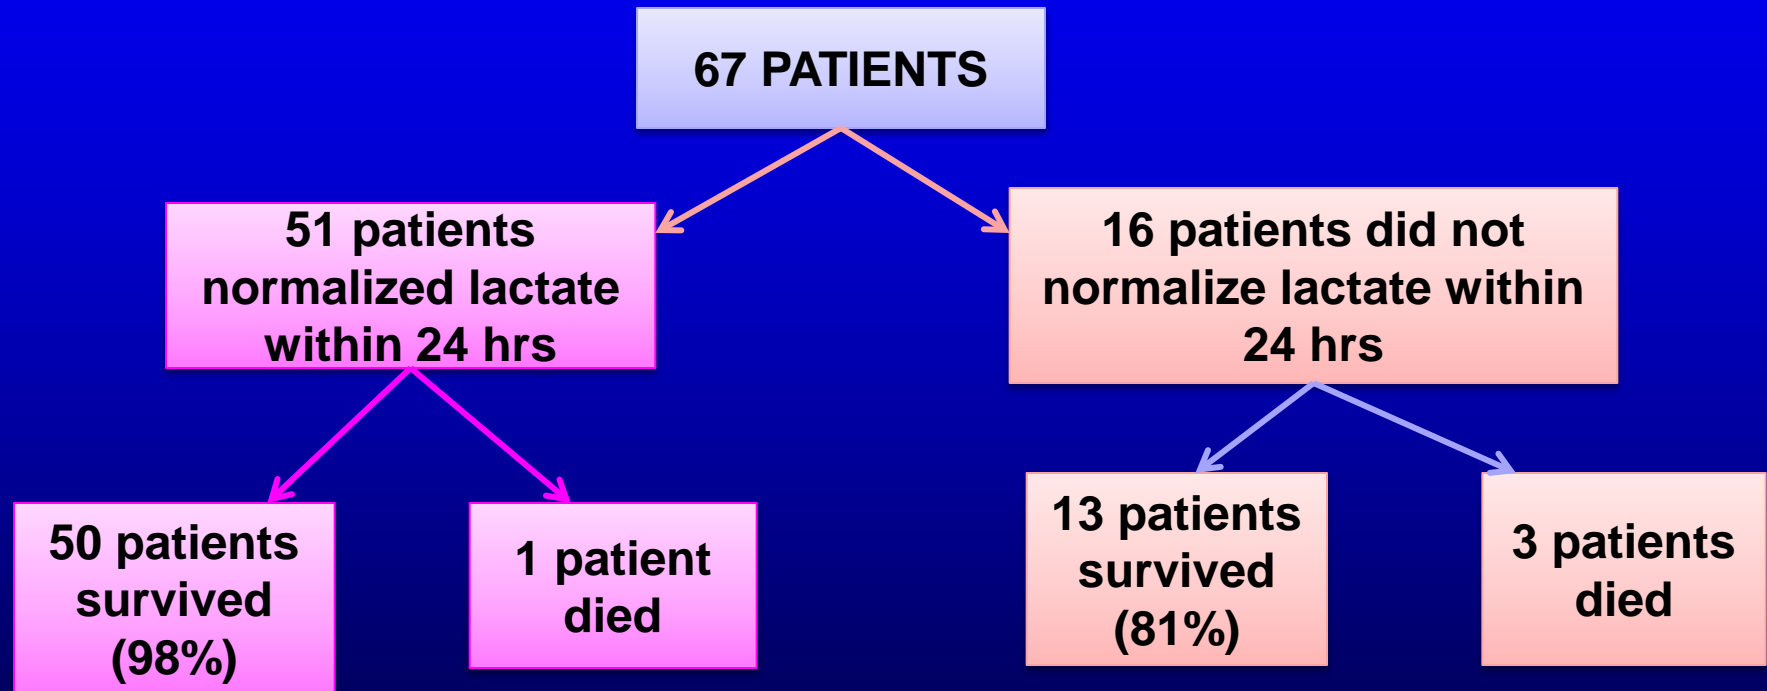 67 PATIENTS
51 patients
normalized lactate
within 24 hrs
16 patients did not
normalize lactate within
24 hrs
50 patients
survived
(98%)
1 patient
died
13 patients
survived
(81%)
3 patients
died